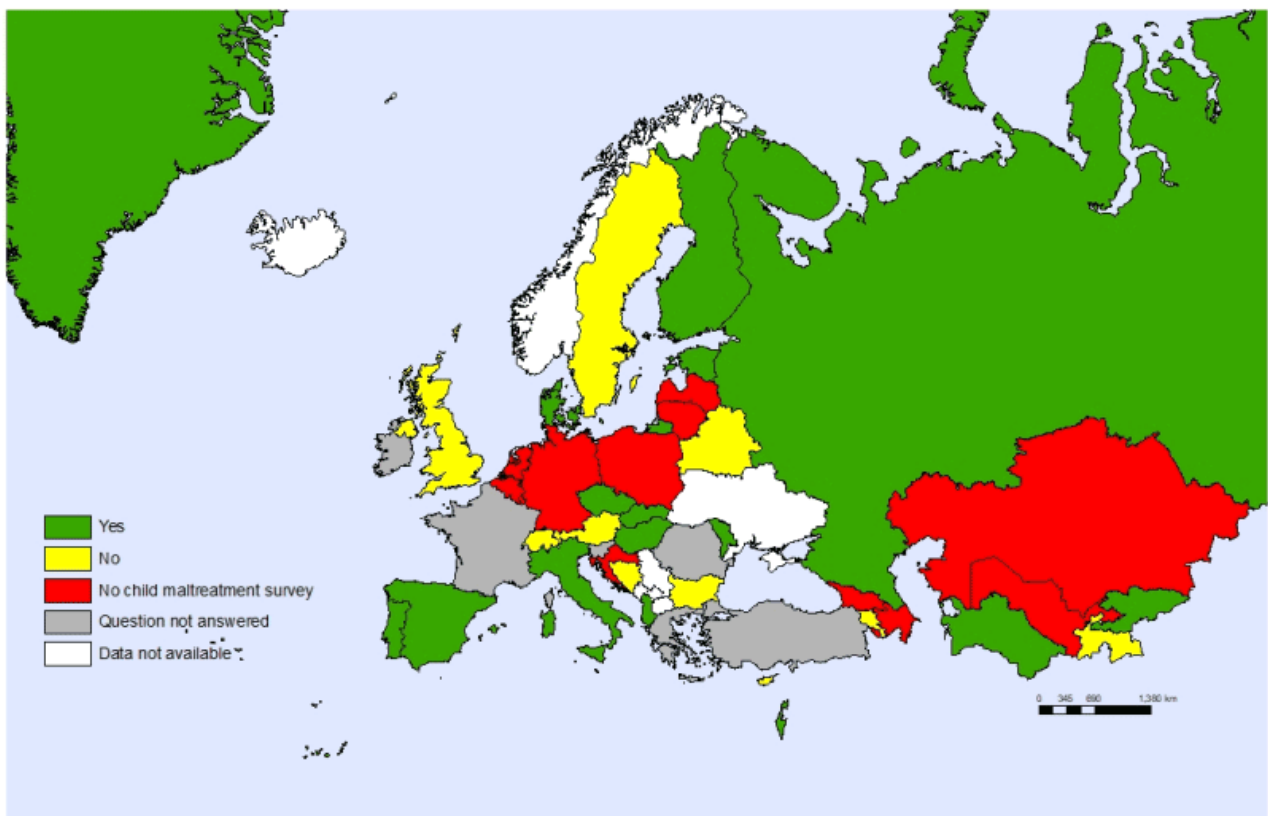 Yes
No
No child maltreatment survey
Question not answered
Data not available
0 345 690 1,380 km